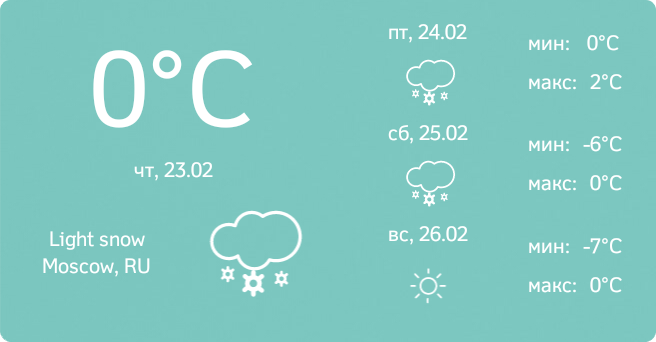 0°C
чт, 23.02
Light snow
Moscow, RU
пт, 24.02
мин: 0°C
макс: 2°C
сб, 25.02
мин: -6°C
макс: 0°C
вс, 26.02
мин: -7°C
макс: 0°C